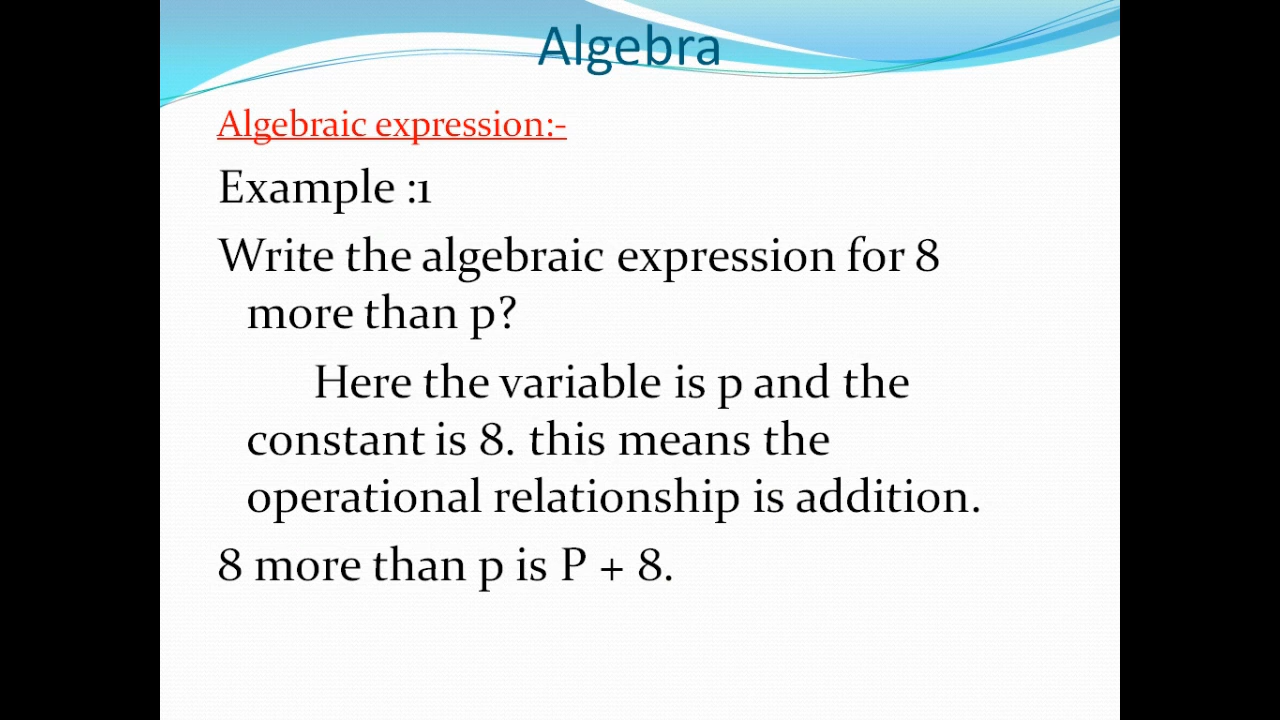 Algebra
Algebraic expression:-
Example :1
Write the algebraic expression for 8
more than p?
Here the variable is p and the
constant is 8. this means the
operational relationship is addition.
8 more than p is P + 8.